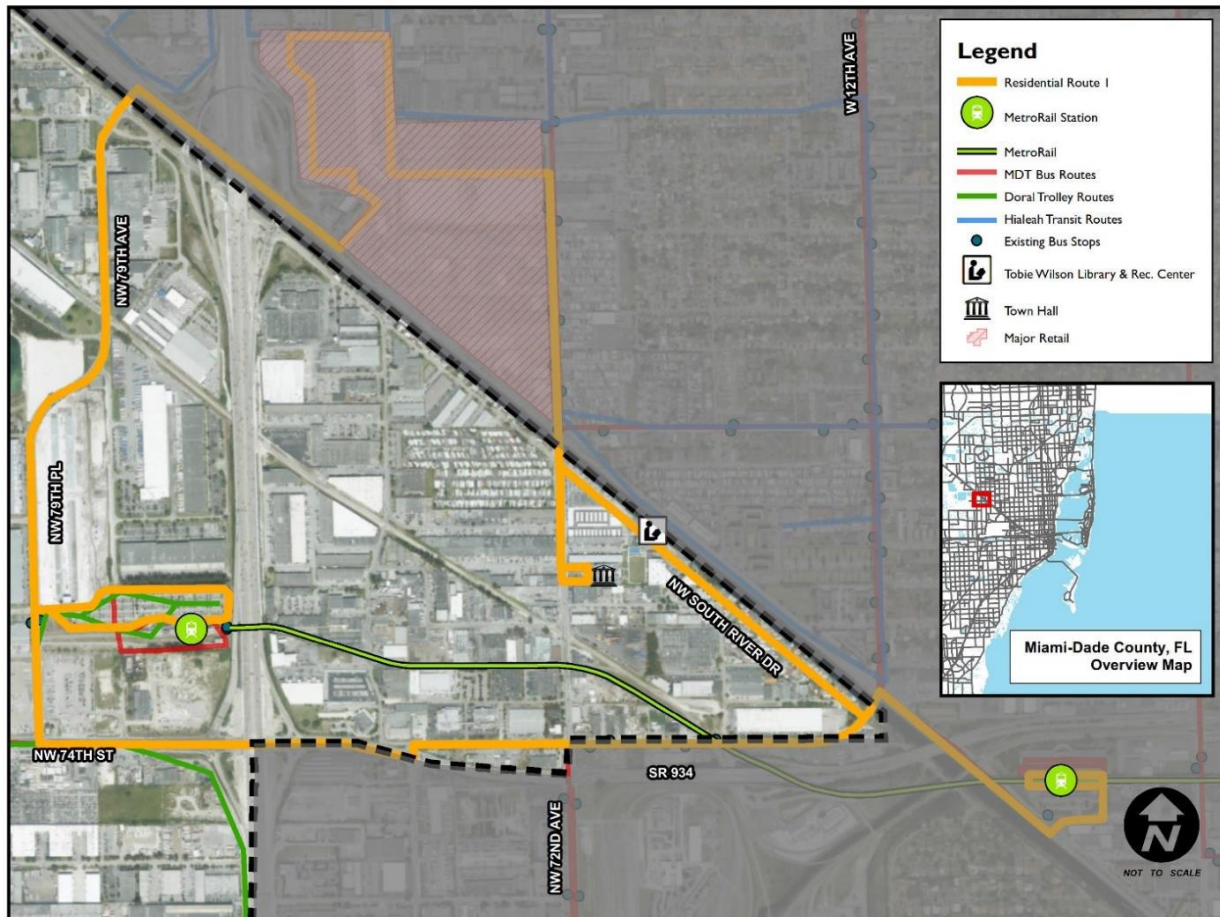 W 12TH AVE
NW 79TH AVE
NW 79TH PL
NW SOUTH RIVER DR
NW 74TH ST
SR 934
NW 72ND AVE
Legend
Residential Route 1
MetroRail Station
MetroRail
MDT Bus Routes
Doral Trolley Routes
Hialeah Transit Routes
Existing Bus Stops
Tobie Wilson Library & Rec. Center
Town Hall
Major Retail
Miami-Dade County, FL
Overview Map
N
NOT TO SCALE